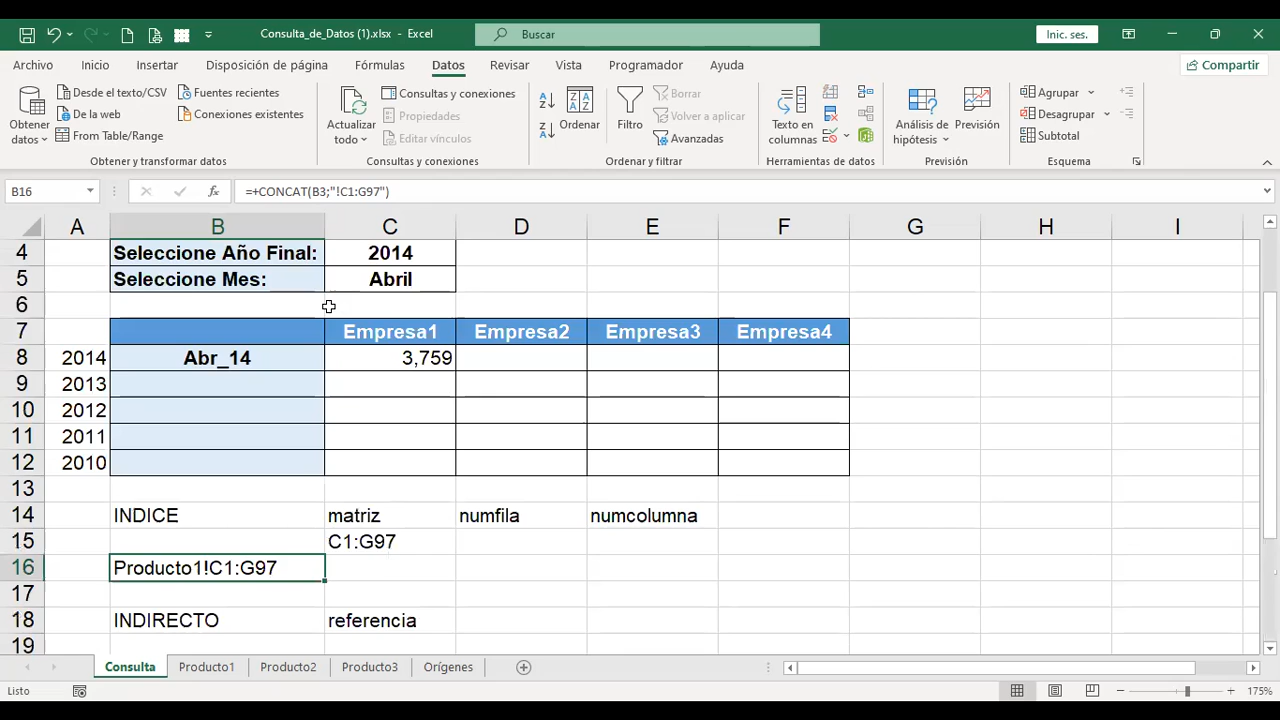 Consulta_de_Datos (1).xlsx - Excel
Buscar
Inic. ses.
Archivo Inicio Insertar Disposición de página Fórmulas Datos Revisar Vista Programador Ayuda
Compartir
Obtener datos
Desde el texto/CSV
De la web
From Table/Range
Fuentes recientes
Conexiones existentes
Obtener y transformar datos
Actualizar todo
Consultas y conexiones
Propiedades
Editar vínculos
Consultas y conexiones
Ordenar
Filtro
Borrar
Volver a aplicar
Avanzadas
Ordenar y filtrar
Texto en columnas
Herramientas de datos
Análisis de hipótesis
Previsión
Previsión
Agrupar
Desagrupar
Subtotal
Esquema
B16
fx
=+CONCAT(B3;"!C1:G97")
A B C D E F G H I
4 Seleccione Año Final: 2014
5 Seleccione Mes: Abril
6
7 Empresa1 Empresa2 Empresa3 Empresa4
8 2014 Abr_14 3,759
9 2013
10 2012
11 2011
12 2010
13
14 INDICE matriz numfila numcolumna
15 C1:G97
16 Producto1!C1:G97
17
18 INDIRECTO referencia
19
Consulta Producto1 Producto2 Producto3 Orígenes
Listo
175%